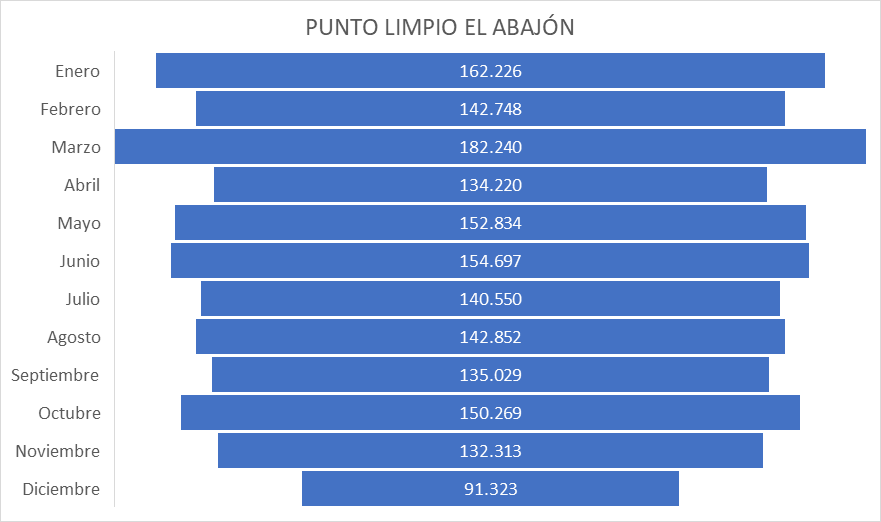 PUNTO LIMPIO EL ABAJÓN
Enero 162.226
Febrero 142.748
Marzo 182.240
Abril 134.220
Mayo 152.834
Junio 154.697
Julio 140.550
Agosto 142.852
Septiembre 135.029
Octubre 150.269
Noviembre 132.313
Diciembre 91.323